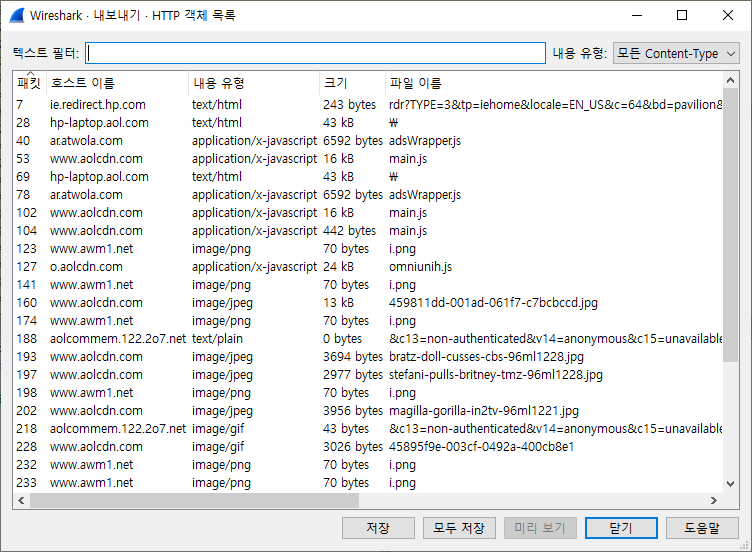 Wireshark · 내보내기 · HTTP 객체 목록
텍스트 필터: 내용 유형: 모든 Content-Type
패킷 호스트 이름 내용 유형 크기 파일 이름
7 ie.redirect.hp.com text/html 243 bytes rdr?TYPE=3&tp=iehome&locale=EN_US&c=64&bd=pavilion&
28 hp-laptop.aol.com text/html 43 kB ₩
40 ar.atwola.com application/x-javascript 6592 bytes adsWrapper.js
53 www.aolcdn.com application/x-javascript 16 kB main.js
69 hp-laptop.aol.com text/html 43 kB ₩
78 ar.atwola.com application/x-javascript 6592 bytes adsWrapper.js
102 www.aolcdn.com application/x-javascript 16 kB main.js
104 www.aolcdn.com application/x-javascript 442 bytes main.js
123 www.awm1.net image/png 70 bytes i.png
127 o.aolcdn.com application/x-javascript 24 kB omniunih.js
141 www.awm1.net image/png 70 bytes i.png
160 www.aolcdn.com image/jpeg 13 kB 459811dd-001ad-061f7-c7bcbccd.jpg
174 www.awm1.net image/png 70 bytes i.png
188 aolcommem.122.2o7.net text/plain 0 bytes &c13=non-authenticated&v14=anonymous&c15=unavailable
193 www.aolcdn.com image/jpeg 3694 bytes bratz-doll-cusses-cbs-96ml1228.jpg
197 www.aolcdn.com image/jpeg 2977 bytes stefani-pulls-britney-tmz-96ml1228.jpg
198 www.awm1.net image/png 70 bytes i.png
202 www.aolcdn.com image/jpeg 3956 bytes magilla-gorilla-in2tv-96ml1221.jpg
218 aolcommem.122.2o7.net image/gif 43 bytes &c13=non-authenticated&v14=anonymous&c15=unavailable
228 www.aolcdn.com image/gif 3026 bytes 45895f9e-003cf-0492a-400cb8e1
232 www.awm1.net image/png 70 bytes i.png
233 www.awm1.net image/png 70 bytes i.png
저장 모두 저장 미리 보기 닫기 도움말